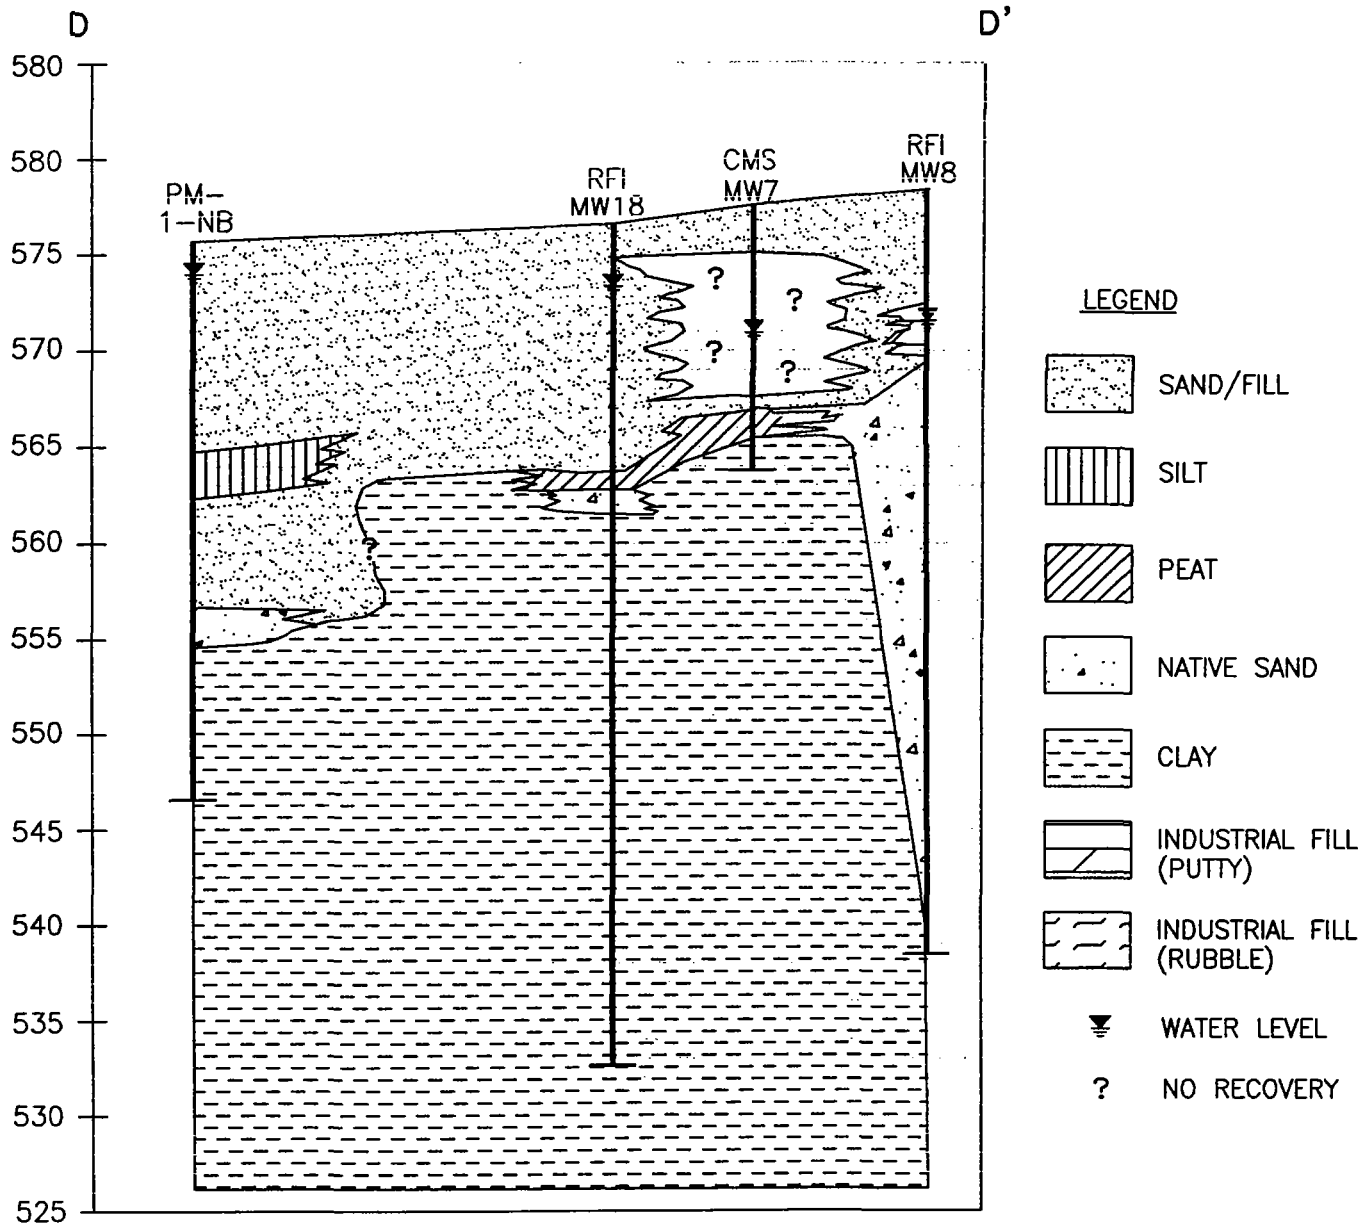 D
D'
580
580
575
570
565
560
555
550
545
540
535
530
525
PM-
1-NB
RFI
MW18
CMS
MW7
RFI
MW8
?
?
?
?
?
LEGEND
SAND/FILL
SILT
PEAT
NATIVE SAND
CLAY
INDUSTRIAL FILL
(PUTTY)
INDUSTRIAL FILL
(RUBBLE)
WATER LEVEL
? NO RECOVERY